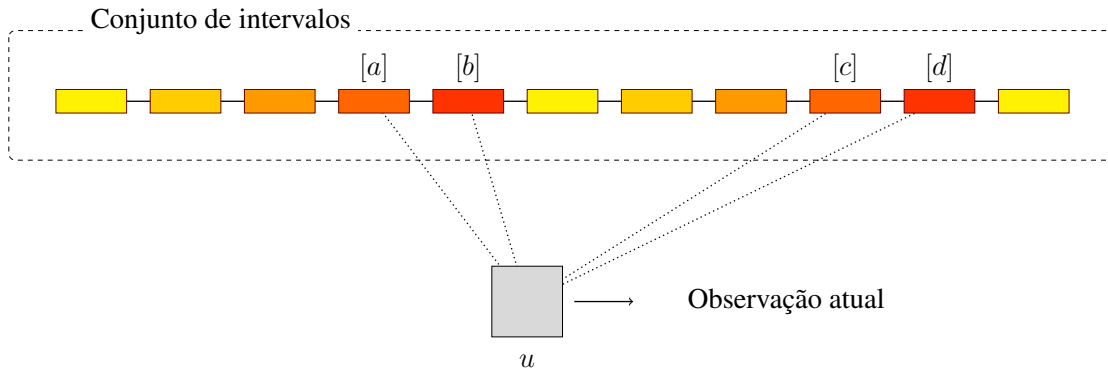 Conjunto de intervalos
[a] [b] [c] [d]
Observação atual
u